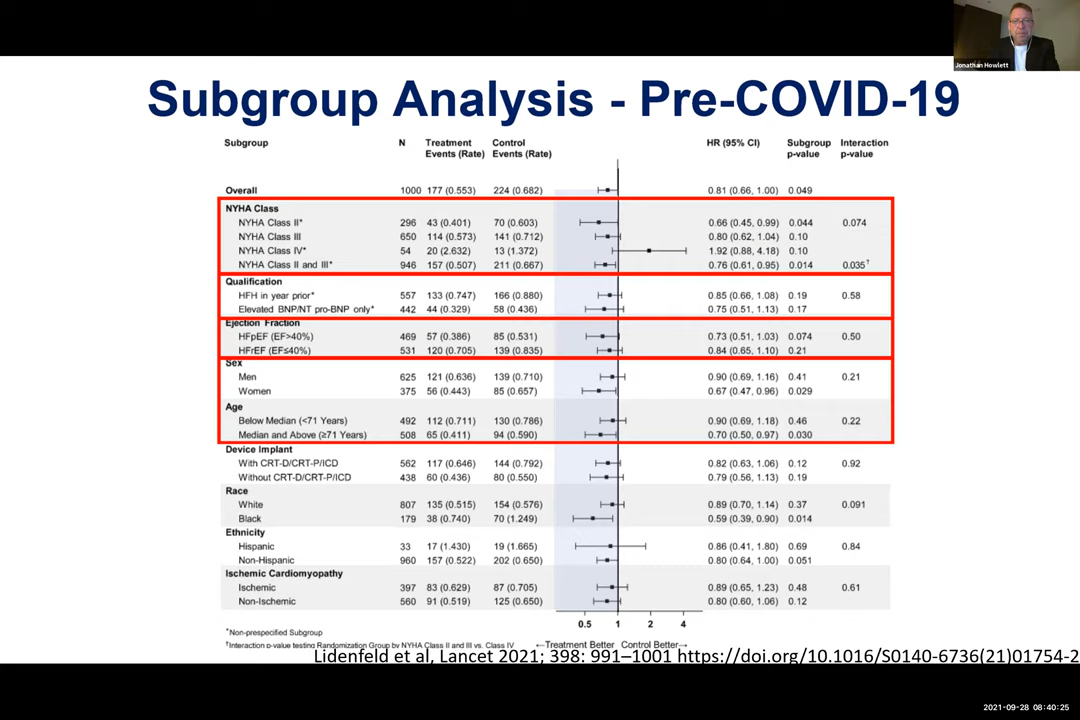 Jonathan Howlett
Subgroup Analysis - Pre-COVID-19
Subgroup N Treatment Events (Rate) Control Events (Rate) HR (95% CI) Subgroup p-value Interaction p-value
Overall 1000 177 (0.553) 224 (0.682) 0.81 (0.66, 1.00) 0.049
NYHA Class
NYHA Class II* 296 43 (0.401) 70 (0.603) 0.66 (0.45, 0.99) 0.044 0.074
NYHA Class III 650 114 (0.573) 141 (0.712) 0.80 (0.62, 1.04) 0.10
NYHA Class IV* 54 20 (2.632) 13 (1.372) 1.92 (0.88, 4.18) 0.10
NYHA Class II and III* 946 157 (0.507) 211 (0.667) 0.76 (0.61, 0.95) 0.014 0.035†
Qualification
HFH in year prior* 557 133 (0.747) 166 (0.880) 0.85 (0.66, 1.08) 0.19 0.58
Elevated BNP/NT pro-BNP only* 442 44 (0.329) 58 (0.436) 0.75 (0.51, 1.13) 0.17
Ejection Fraction
HFpEF (EF>40%) 469 57 (0.386) 85 (0.531) 0.73 (0.51, 1.03) 0.074 0.50
HFrEF (EF≤40%) 531 120 (0.705) 139 (0.835) 0.84 (0.65, 1.10) 0.21
Sex
Men 625 121 (0.636) 139 (0.710) 0.90 (0.69, 1.16) 0.41 0.21
Women 375 56 (0.443) 85 (0.657) 0.67 (0.47, 0.96) 0.029
Age
Below Median (<71 Years) 492 112 (0.711) 130 (0.786) 0.90 (0.69, 1.18) 0.46 0.22
Median and Above (≥71 Years) 508 65 (0.411) 94 (0.590) 0.70 (0.50, 0.97) 0.030
Device Implant
With CRT-D/CRT-P/ICD 562 117 (0.646) 144 (0.792) 0.82 (0.63, 1.06) 0.12 0.92
Without CRT-D/CRT-P/ICD 438 60 (0.436) 80 (0.550) 0.79 (0.56, 1.13) 0.19
Race
White 807 135 (0.515) 154 (0.576) 0.89 (0.70, 1.14) 0.37 0.091
Black 179 38 (0.740) 70 (1.249) 0.59 (0.39, 0.90) 0.014
Ethnicity
Hispanic 33 17 (1.430) 19 (1.665) 0.86 (0.41, 1.80) 0.69 0.84
Non-Hispanic 960 157 (0.522) 202 (0.650) 0.80 (0.64, 1.00) 0.051
Ischemic Cardiomyopathy
Ischemic 397 83 (0.629) 87 (0.705) 0.89 (0.65, 1.23) 0.48 0.61
Non-Ischemic 560 91 (0.519) 125 (0.650) 0.80 (0.60, 1.06) 0.12
0.5 1 2 4
*Non-prespecified Subgroup
†Interaction p-value testing Randomization Group by NYHA Class II and III vs. Class IV ←Treatment Better Control Better→
Lidenfeld et al, Lancet 2021; 398: 991–1001 https://doi.org/10.1016/S0140-6736(21)01754-2
2021-09-28 08:40:25